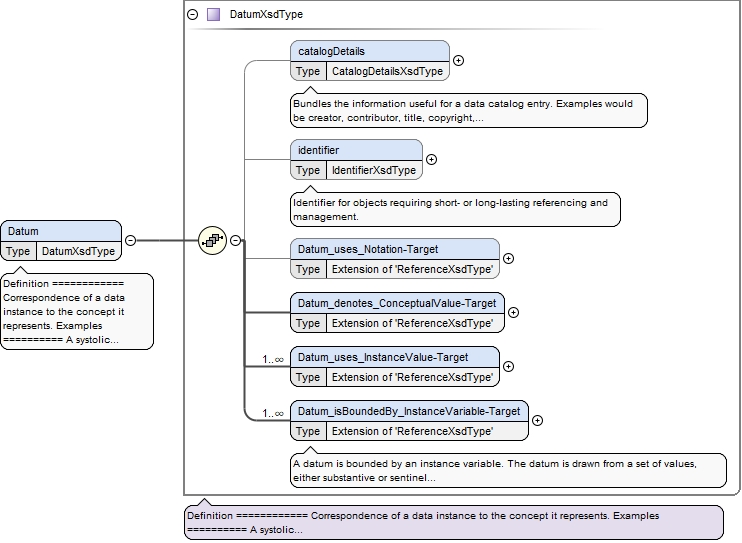 DatumXsdType
catalogDetails
Type CatalogDetailsXsdType
Bundles the information useful for a data catalog entry. Examples would
be creator, contributor, title, copyright,...
identifier
Type IdentifierXsdType
Identifier for objects requiring short- or long-lasting referencing and
management.
Datum
Type DatumXsdType
Definition ============
Correspondence of a data
instance to the concept it
represents. Examples
========== A systolic...
Datum_uses_Notation-Target
Type Extension of 'ReferenceXsdType'
Datum_denotes_ConceptualValue-Target
Type Extension of 'ReferenceXsdType'
1..∞
Datum_uses_InstanceValue-Target
Type Extension of 'ReferenceXsdType'
1..∞
Datum_isBoundedBy_InstanceVariable-Target
Type Extension of 'ReferenceXsdType'
A datum is bounded by an instance variable. The datum is drawn from a set of values,
either substantive or sentinel...
Definition ============ Correspondence of a data instance to the concept it represents. Examples
========== A systolic...